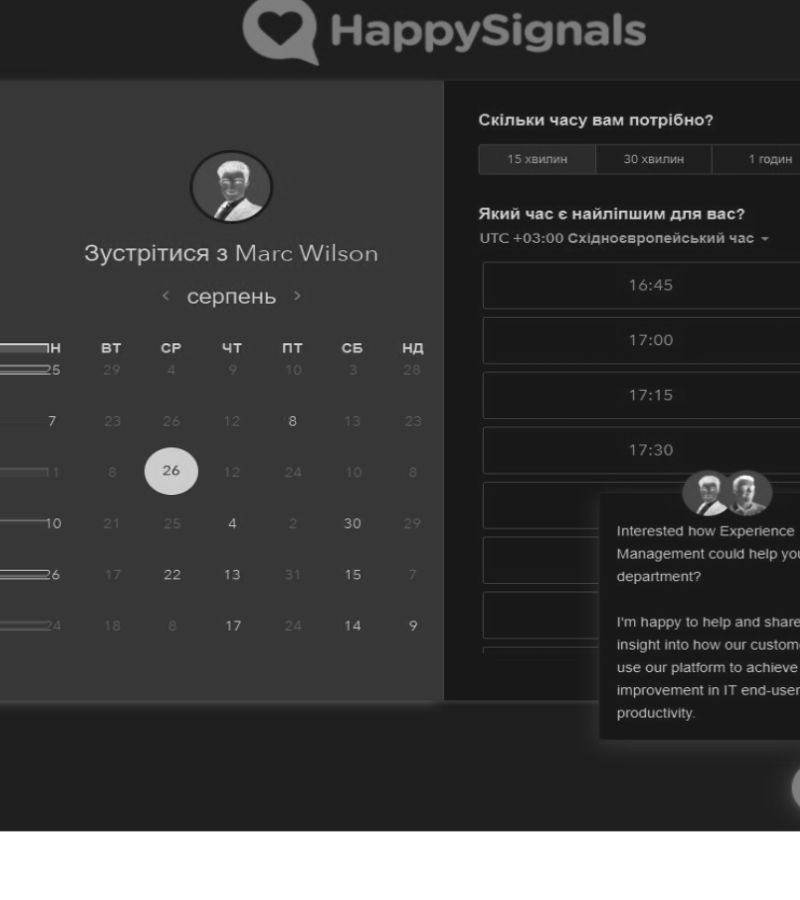 HappySignals
Зустрітися з Marc Wilson
серпень
ПН ВТ СР ЧТ ПТ СБ НД
25 29 4 9 10 3 28
7 23 26 12 8 13 23
11 8 26 12 24 10 8
10 21 25 4 2 30 29
26 17 22 13 31 15 7
24 18 8 17 24 14 9
Скільки часу вам потрібно?
15 хвилин 30 хвилин 1 годин
Який час є найліпшим для вас?
UTC +03:00 Східноєвропейський час
16:45
17:00
17:15
17:30
Interested how Experience
Management could help you
department?
I'm happy to help and share
insight into how our custome
use our platform to achieve
improvement in IT end-user
productivity.